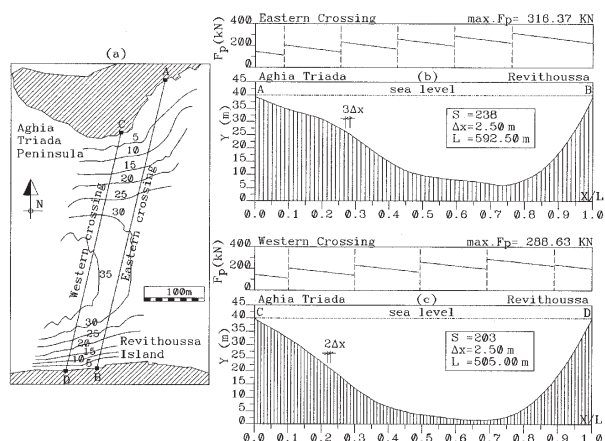 (a)
A
C
Aghia
Triada
Peninsula
5
10
15
20
25
30
35
N
Western crossing
Eastern crossing
100m
30
25
20
15
10
5
Revithoussa
Island
D
B
Fp(kN)
400
200
0
Eastern Crossing max.Fp= 316.37 kN
Aghia Triada (b) Revithoussa
sea level
A
B
Y (m)
45
40
35
30
25
20
15
10
5
0
3Δx
S =238
Δx=2.50 m
L =592.50 m
X/L
0.0 0.1 0.2 0.3 0.4 0.5 0.6 0.7 0.8 0.9 1.0
Fp(kN)
400
200
0
Western Crossing max.Fp= 288.63 kN
Aghia Triada (c) Revithoussa
sea level
C
D
Y (m)
45
40
35
30
25
20
15
10
5
0
2Δx
S =203
Δx=2.50 m
L =505.00 m
X/L
0.0 0.1 0.2 0.3 0.4 0.5 0.6 0.7 0.8 0.9 1.0